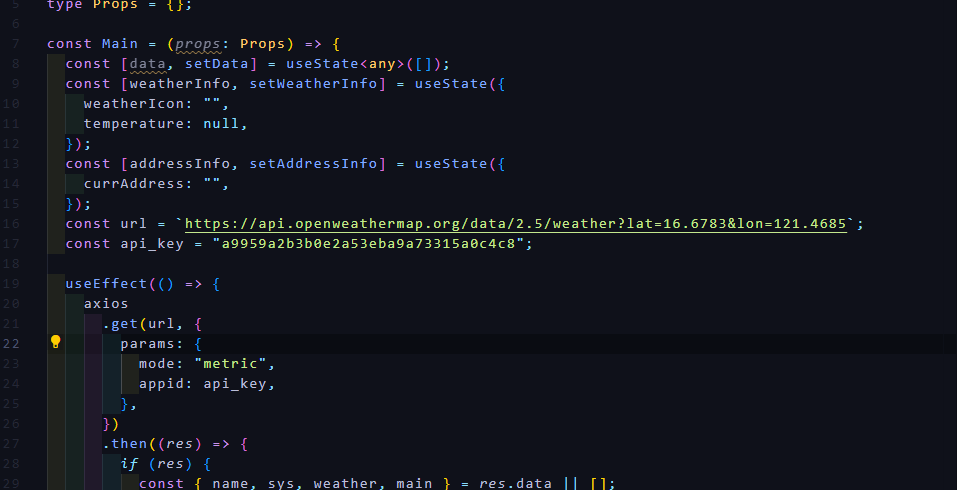 5 type Props = {};
6
7 const Main = (props: Props) => {
8 const [data, setData] = useState<any>([]);
9 const [weatherInfo, setWeatherInfo] = useState({
10 weatherIcon: "",
11 temperature: null,
12 });
13 const [addressInfo, setAddressInfo] = useState({
14 currAddress: "",
15 });
16 const url = `https://api.openweathermap.org/data/2.5/weather?lat=16.6783&lon=121.4685`;
17 const api_key = "a9959a2b3b0e2a53eba9a73315a0c4c8";
18
19 useEffect(() => {
20 axios
21 .get(url, {
22 params: {
23 mode: "metric",
24 appid: api_key,
25 },
26 })
27 .then((res) => {
28 if (res) {
29 const { name, sys, weather, main } = res.data || [];